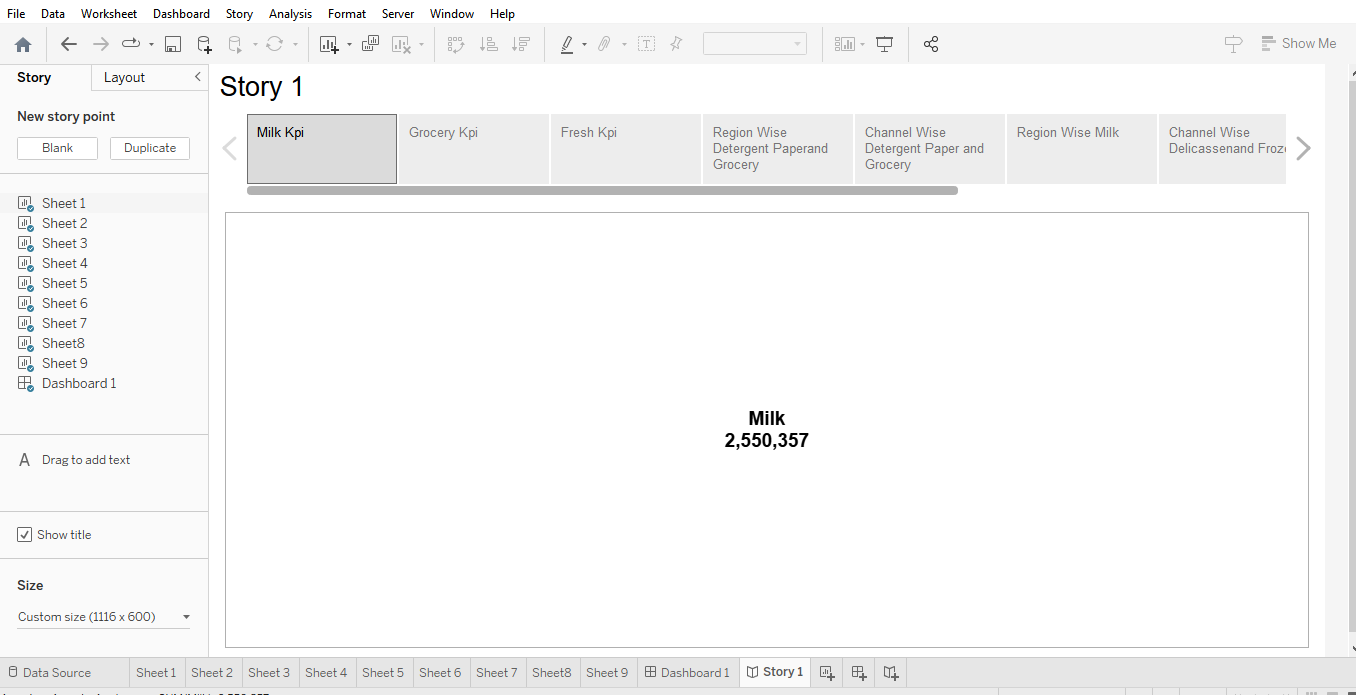 File Data Worksheet Dashboard Story Analysis Format Server Window Help
Show Me
Story Layout
New story point
Blank Duplicate
Sheet 1
Sheet 2
Sheet 3
Sheet 4
Sheet 5
Sheet 6
Sheet 7
Sheet8
Sheet 9
Dashboard 1
A Drag to add text
Show title
Size
Custom size (1116 x 600)
Story 1
Milk Kpi
Grocery Kpi
Fresh Kpi
Region Wise
Detergent Paperand
Grocery
Channel Wise
Detergent Paper and
Grocery
Region Wise Milk
Channel Wise
Delicassenand Froz
Milk
2,550,357
Data Source Sheet 1 Sheet 2 Sheet 3 Sheet 4 Sheet 5 Sheet 6 Sheet 7 Sheet8 Sheet 9 Dashboard 1 Story 1